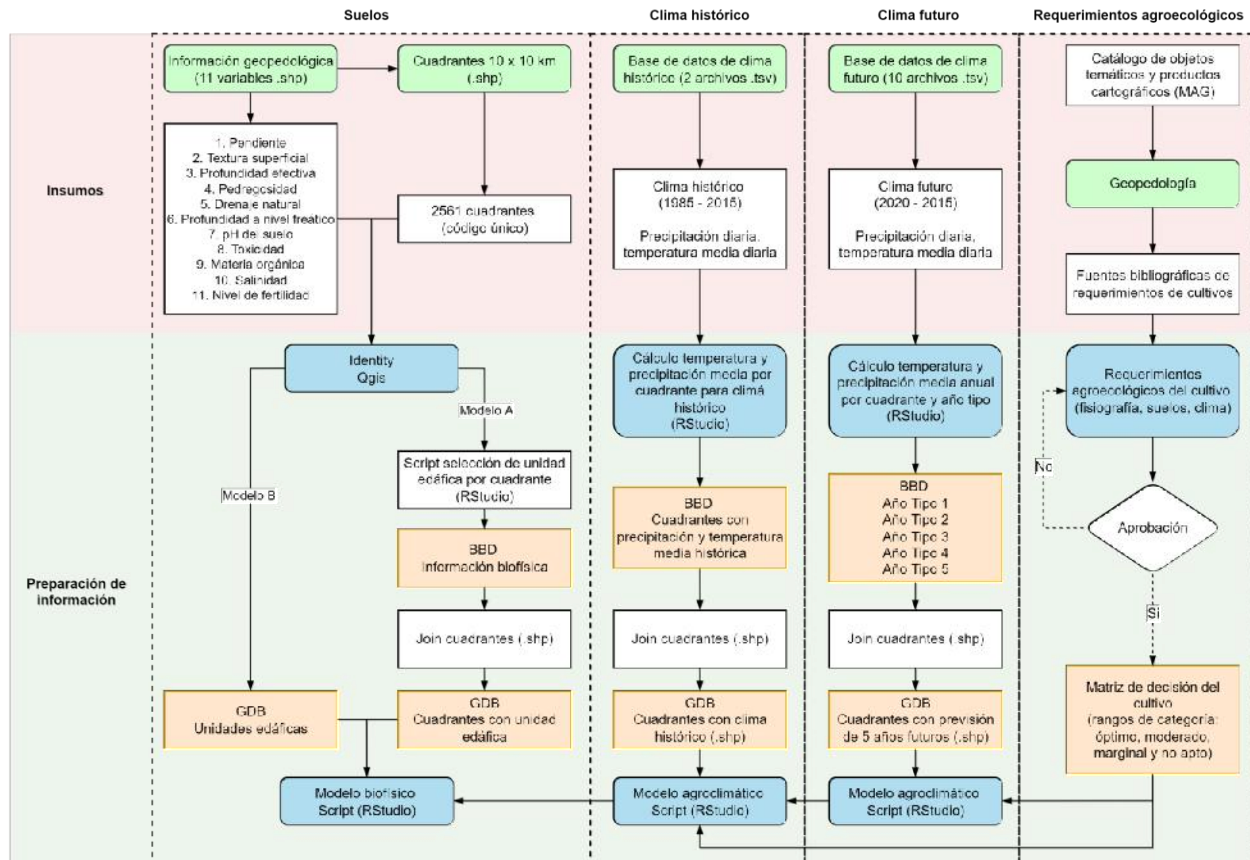 Suelos
Clima histórico
Clima futuro
Requerimientos agroecológicos
Insumos
Información geopedológica
(11 variables .shp)
Cuadrantes 10 x 10 km
(.shp)
Base de datos de clima
histórico (2 archivos .tsv)
Base de datos de clima
futuro (10 archivos .tsv)
Catálogo de objetos
temáticos y productos
cartográficos (MAG)
1. Pendiente
2. Textura superficial
3. Profundidad efectiva
4. Pedregosidad
5. Drenaje natural
6. Profundidad a nivel freático
7. pH del suelo
8. Toxicidad
9. Materia orgánica
10. Salinidad
11. Nivel de fertilidad
2561 cuadrantes
(código único)
Clima histórico
(1985 - 2015)
Precipitación diaria,
temperatura media diaria
Clima futuro
(2020 - 2015)
Precipitación diaria,
temperatura media diaria
Geopedología
Fuentes bibliográficas de
requerimientos de cultivos
Preparación de
información
Identity
Qgis
Modelo A
Modelo B
Script selección de unidad
edáfica por cuadrante
(RStudio)
BBD
Información biofísica
Join cuadrantes (.shp)
GDB
Unidades edáficas
GDB
Cuadrantes con unidad
edáfica
Modelo biofísico
Script (RStudio)
Cálculo temperatura y
precipitación media por
cuadrante para climá
histórico
(RStudio)
BBD
Cuadrantes con
precipitación y temperatura
media histórica
Join cuadrantes (.shp)
GDB
Cuadrantes con clima
histórico (.shp)
Modelo agroclimático
Script (RStudio)
Cálculo temperatura y
precipitación media anual
por cuadrante y año tipo
(RStudio)
BBD
Año Tipo 1
Año Tipo 2
Año Tipo 3
Año Tipo 4
Año Tipo 5
Join cuadrantes (.shp)
GDB
Cuadrantes con previsión
de 5 años futuros (.shp)
Modelo agroclimático
Script (RStudio)
Requerimientos
agroecológicos del cultivo
(fisiografía, suelos, clima)
No
Aprobación
Si
Matriz de decisión del
cultivo
(rangos de categoría:
óptimo, moderado,
marginal y no apto)